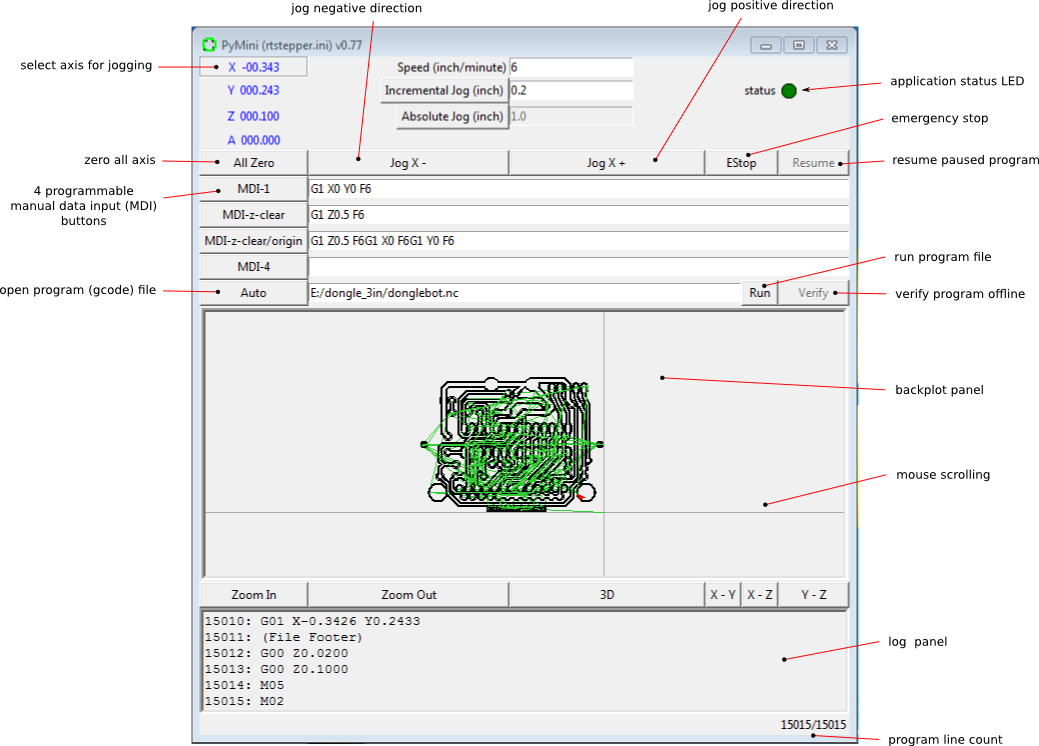 jog negative direction
jog positive direction
PyMini (rtstepper.ini) v0.77
select axis for jogging
X -00.343
Speed (inch/minute) 6
Y 000.243
Incremental Jog (inch) 0.2
status
application status LED
Z 000.100
Absolute Jog (inch) 1.0
emergency stop
A 000.000
zero all axis
All Zero
Jog X -
Jog X +
EStop
Resume
resume paused program
4 programmable
manual data input (MDI)
buttons
MDI-1
G1 X0 Y0 F6
MDI-z-clear
G1 Z0.5 F6
MDI-z-clear/origin
G1 Z0.5 F6G1 X0 F6G1 Y0 F6
MDI-4
run program file
open program (gcode) file
Auto
E:/dongle_3in/donglebot.nc
Run
Verify
verify program offline
backplot panel
mouse scrolling
Zoom In
Zoom Out
3D
X - Y
X - Z
Y - Z
15010: G01 X-0.3426 Y0.2433
15011: (File Footer)
15012: G00 Z0.0200
15013: G00 Z0.1000
15014: M05
15015: M02
log panel
15015/15015
program line count